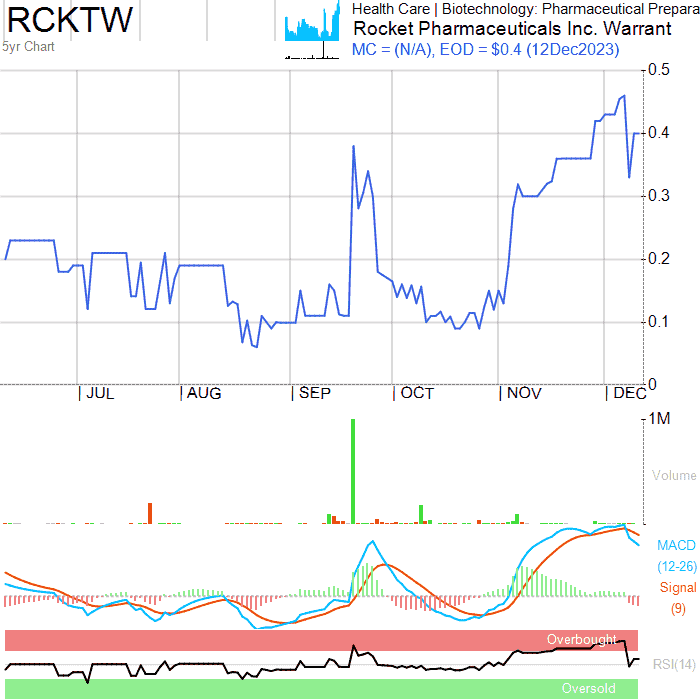 RCKTW
5yr Chart
Health Care | Biotechnology: Pharmaceutical Prepara
Rocket Pharmaceuticals Inc. Warrant
MC = (N/A), EOD = $0.4 (12Dec2023)
0.5
0.4
0.3
0.2
0.1
0
| JUL | AUG | SEP | OCT | NOV | DEC
1M
Volume
MACD
(12-26)
Signal
(9)
Overbought
RSI(14)
Oversold